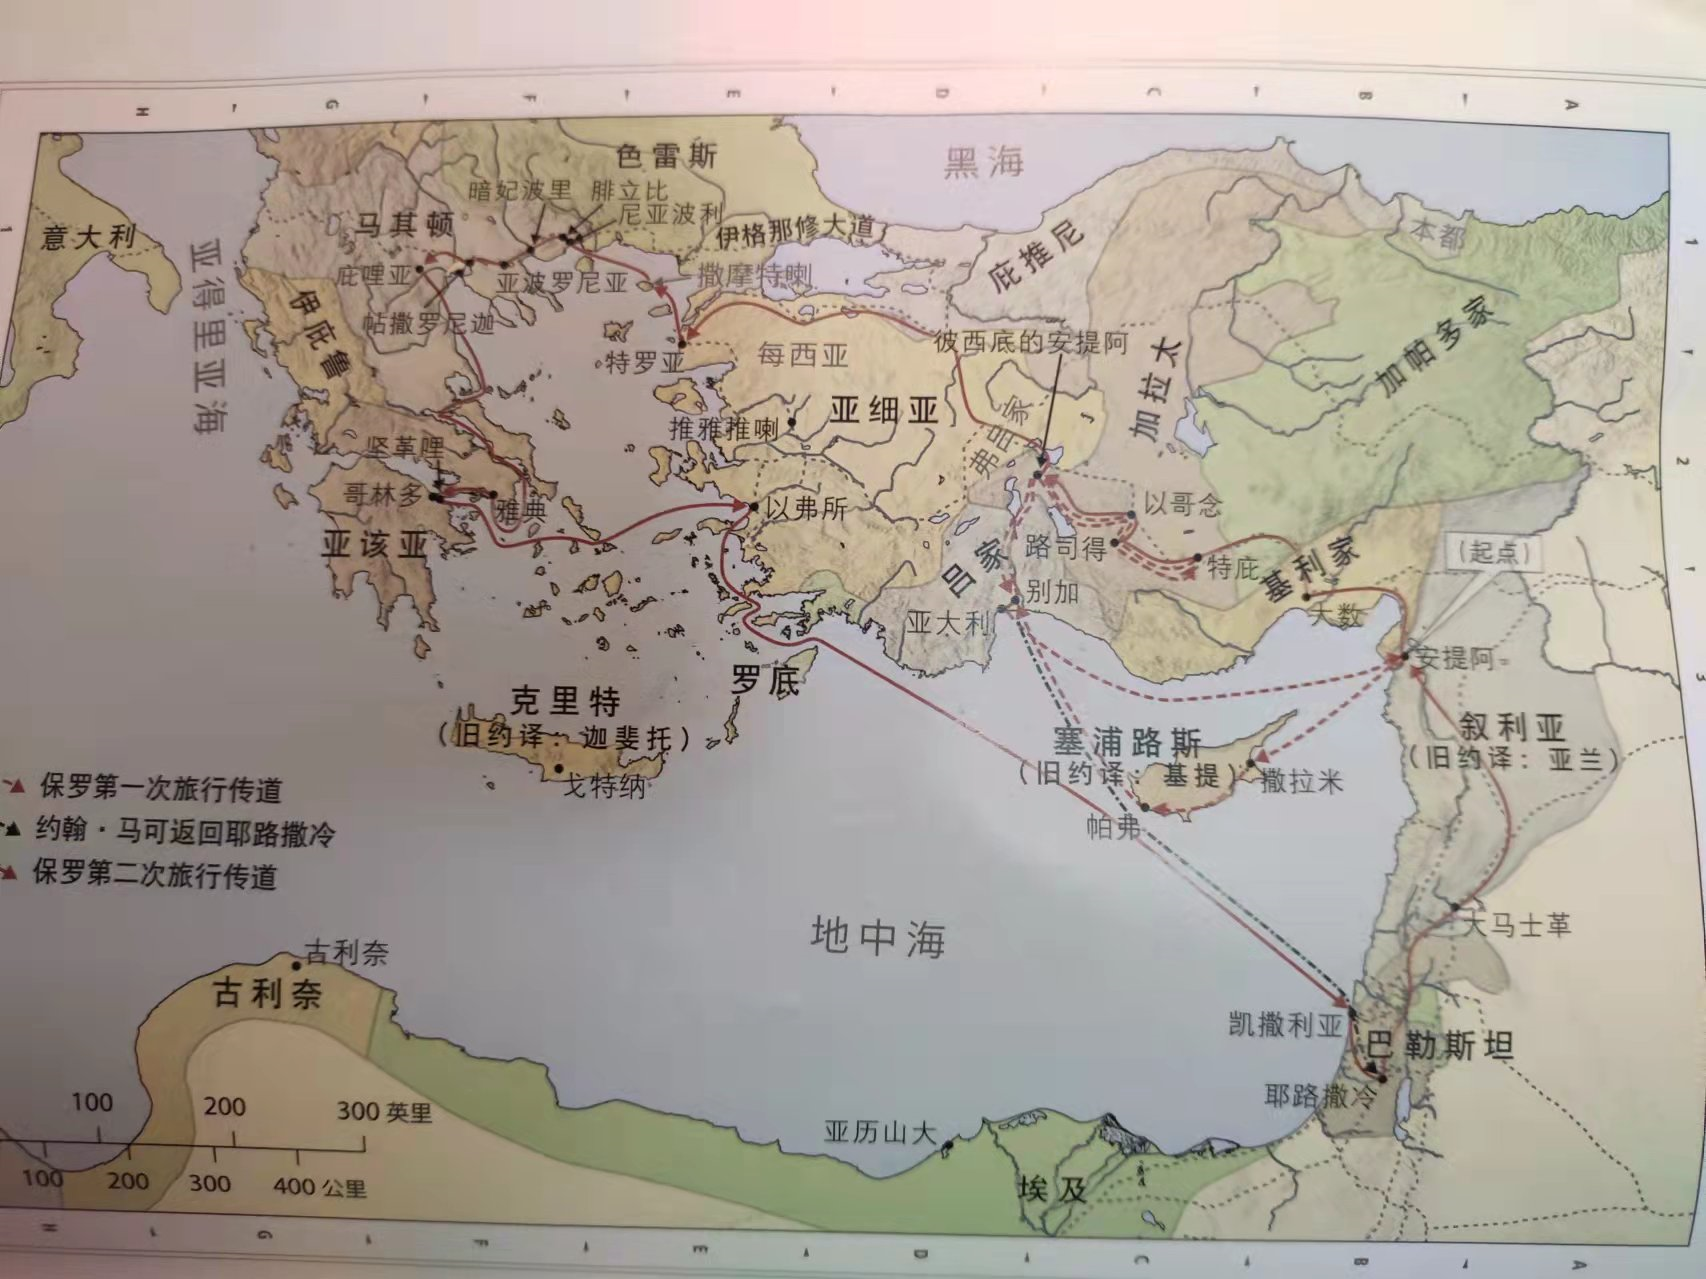 H G F E D C B A
色雷斯
黑海
暗妃波里 腓立比
尼亚波利
马其顿
伊格那修大道
意大利
亚得里亚海
庇推尼
本都
1
1
庇哩亚
亚波罗尼亚
撒摩特喇
伊庇鲁
帖撒罗尼迦
特罗亚
每西亚
彼西底的安提阿
加拉太
加帕多家
亚细亚
推雅推喇
弗吕家
坚革哩
哥林多
雅典
亚该亚
以弗所
以哥念
路司得
特庇
2
吕家
别加
亚大利
基利家
(起点)
大数
安提阿
3
罗底
克里特
(旧约译：迦斐托)
戈特纳
塞浦路斯
(旧约译：基提)
撒拉米
帕弗
叙利亚
(旧约译：亚兰)
保罗第一次旅行传道
约翰·马可返回耶路撒冷
保罗第二次旅行传道
地中海
大马士革
古利奈
古利奈
凯撒利亚
巴勒斯坦
耶路撒冷
100 200 300 英里
100 200 300 400 公里
亚历山大
埃及
H G F E D C B A